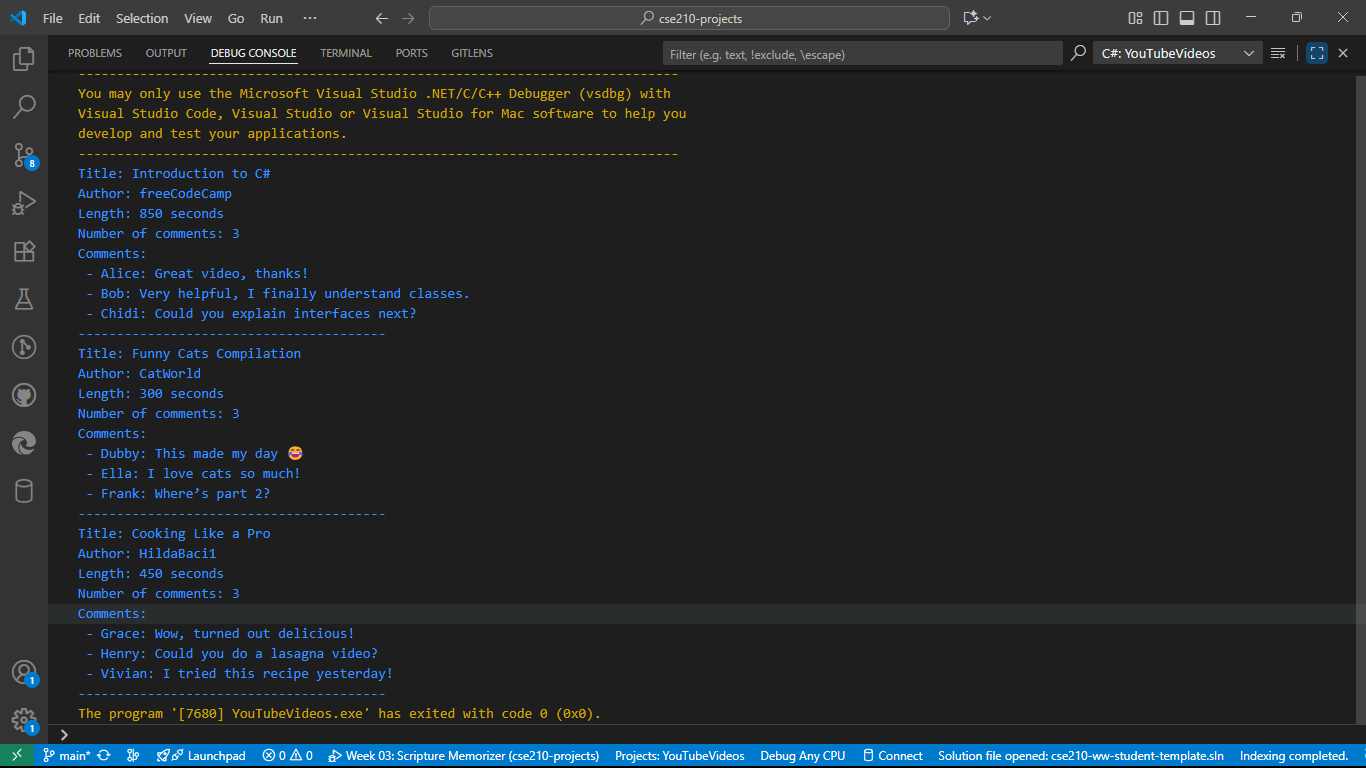 File Edit Selection View Go Run ··· cse210-projects
PROBLEMS OUTPUT DEBUG CONSOLE TERMINAL PORTS GITLENS Filter (e.g. text, !exclude, \escape) C#: YouTubeVideos
------------------------------------------------------------------------------
You may only use the Microsoft Visual Studio .NET/C/C++ Debugger (vsdbg) with
Visual Studio Code, Visual Studio or Visual Studio for Mac software to help you
develop and test your applications.
------------------------------------------------------------------------------
Title: Introduction to C#
Author: freeCodeCamp
Length: 850 seconds
Number of comments: 3
Comments:
- Alice: Great video, thanks!
- Bob: Very helpful, I finally understand classes.
- Chidi: Could you explain interfaces next?
----------------------------------------
Title: Funny Cats Compilation
Author: CatWorld
Length: 300 seconds
Number of comments: 3
Comments:
- Dubby: This made my day 😂
- Ella: I love cats so much!
- Frank: Where’s part 2?
----------------------------------------
Title: Cooking Like a Pro
Author: HildaBaci1
Length: 450 seconds
Number of comments: 3
Comments:
- Grace: Wow, turned out delicious!
- Henry: Could you do a lasagna video?
- Vivian: I tried this recipe yesterday!
----------------------------------------
The program '[7680] YouTubeVideos.exe' has exited with code 0 (0x0).
8
1
1
main* Launchpad 0 0 Week 03: Scripture Memorizer (cse210-projects) Projects: YouTubeVideos Debug Any CPU Connect Solution file opened: cse210-ww-student-template.sln Indexing completed.